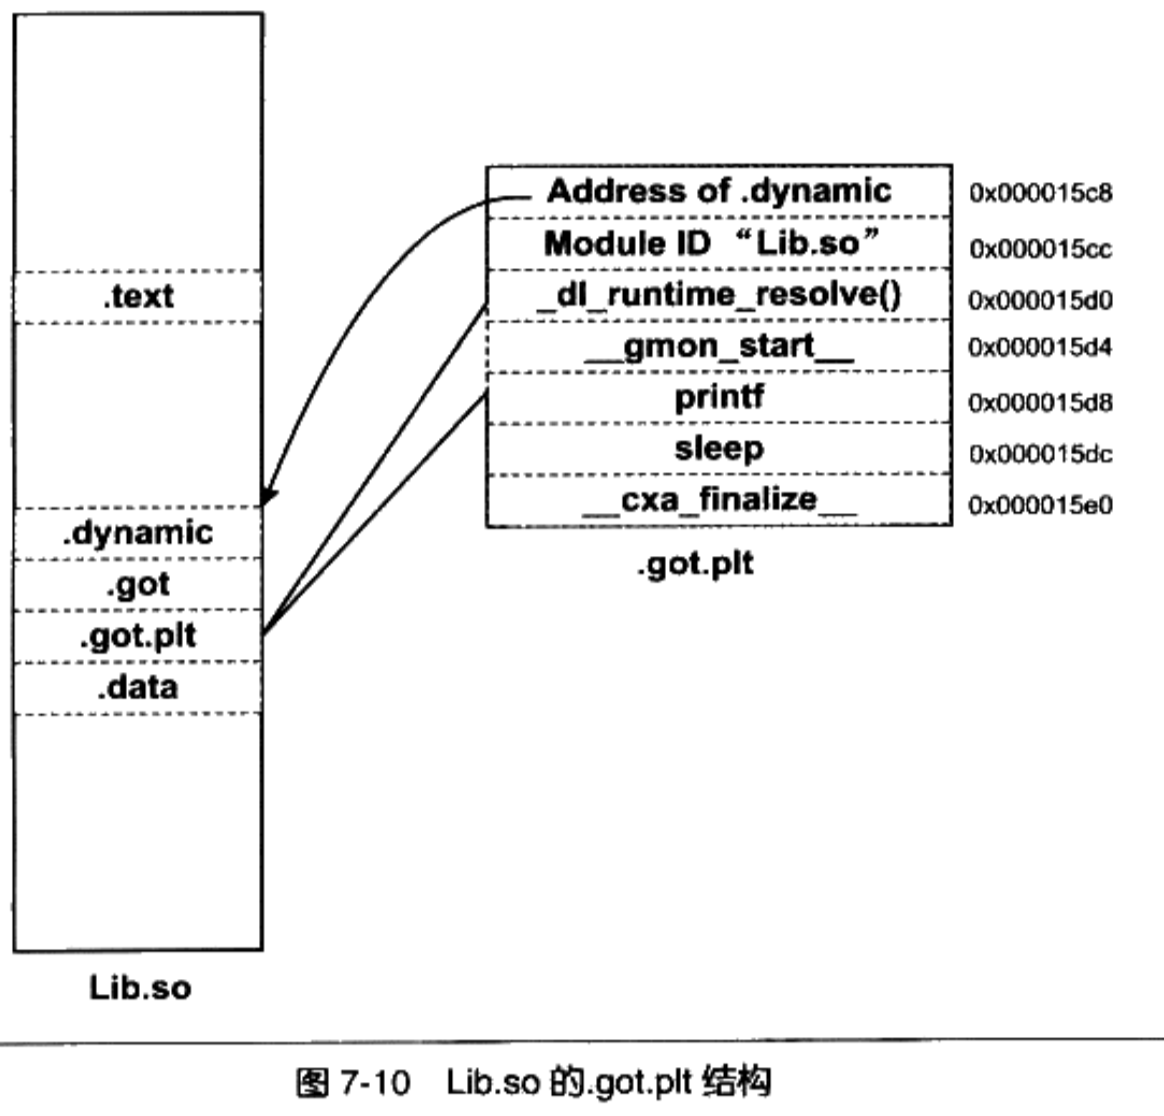 .text
.dynamic
.got
.got.plt
.data
Lib.so
Address of .dynamic 0x000015c8
Module ID “Lib.so” 0x000015cc
_dl_runtime_resolve() 0x000015d0
__gmon_start__ 0x000015d4
printf 0x000015d8
sleep 0x000015dc
__cxa_finalize__ 0x000015e0
.got.plt
图 7-10 Lib.so 的.got.plt 结构